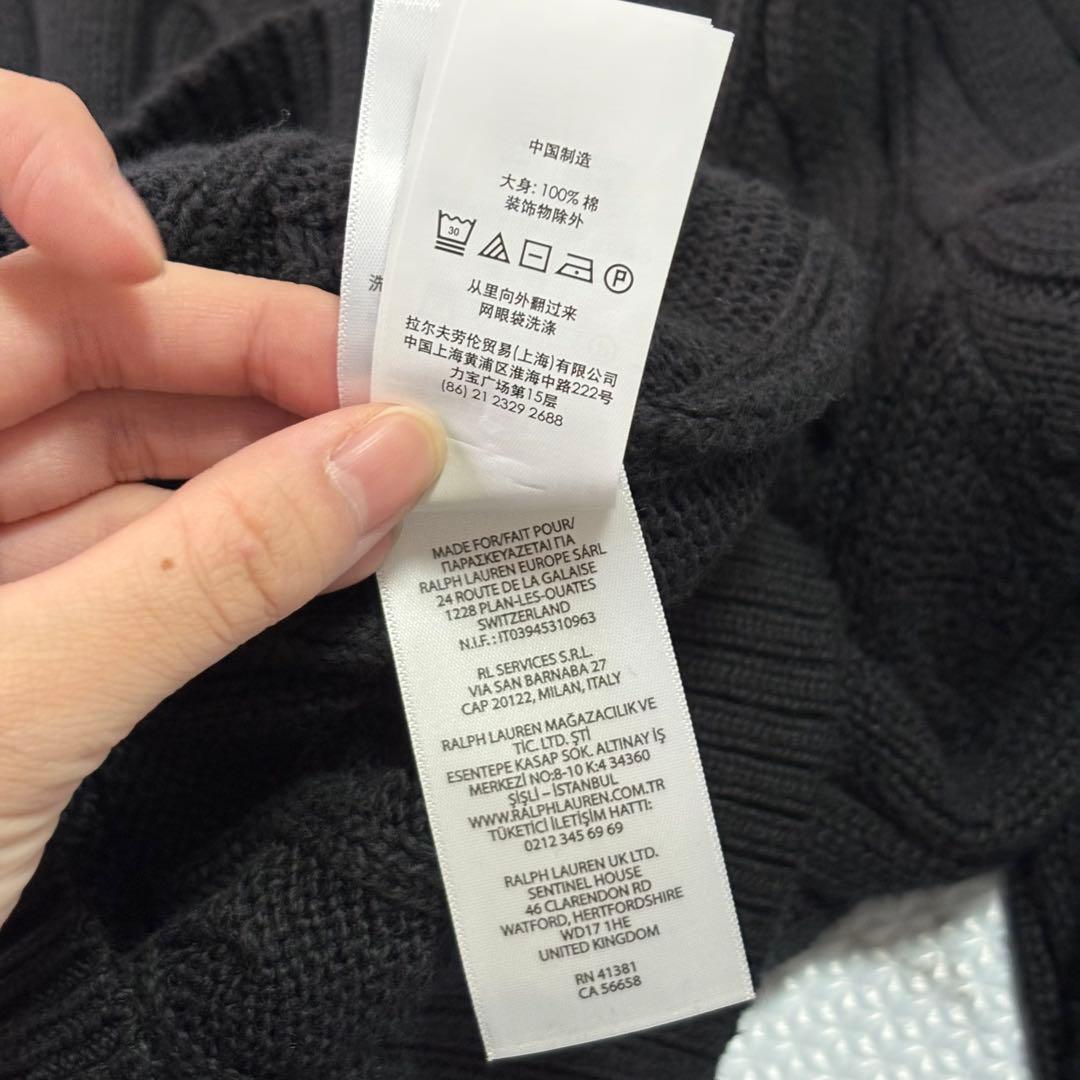 中国制造
大身: 100% 棉
装饰物除外
30
P
洗
从里向外翻过来
网眼袋洗涤
拉尔夫劳伦贸易(上海)有限公司
中国上海黄浦区淮海中路222号
力宝广场第15层
(86) 21 2329 2688
MADE FOR/FAIT POUR/
ΠΑΡΑΣΚΕΥΑΖΕΤΑΙ ΓΙΑ
RALPH LAUREN EUROPE SÁRL
24 ROUTE DE LA GALAISE
1228 PLAN-LES-OUATES
SWITZERLAND
N.I.F.: IT03945310963
RL SERVICES S.R.L.
VIA SAN BARNABA 27
CAP 20122, MILAN, ITALY
RALPH LAUREN MAĞAZACILIK VE
TİC. LTD. ŞTİ
ESENTEPE KASAP SOK. ALTINAY İŞ
MERKEZİ NO:8-10 K:4 34360
ŞİŞLİ – İSTANBUL
WWW.RALPHLAUREN.COM.TR
TÜKETİCİ İLETİŞİM HATTI:
0212 345 69 69
RALPH LAUREN UK LTD.
SENTINEL HOUSE
46 CLARENDON RD
WATFORD, HERTFORDSHIRE
WD17 1HE
UNITED KINGDOM
RN 41381
CA 56658